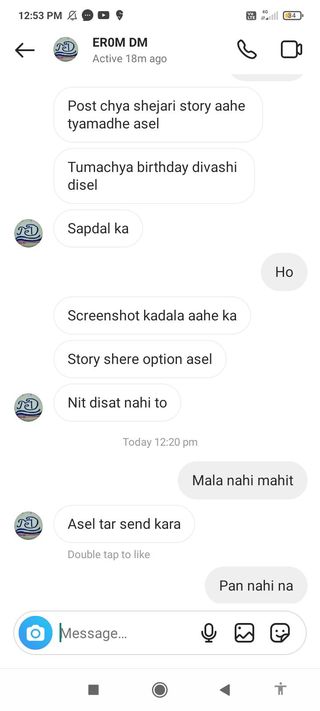 12:53 PM
84
EROM DM
Active 18m ago
Post chya shejari story aahe
tyamadhe asel
Tumachya birthday divashi
disel
Sapdal ka
Ho
Screenshot kadala aahe ka
Story shere option asel
Nit disat nahi to
Today 12:20 pm
Mala nahi mahit
Asel tar send kara
Double tap to like
Pan nahi na
Message...